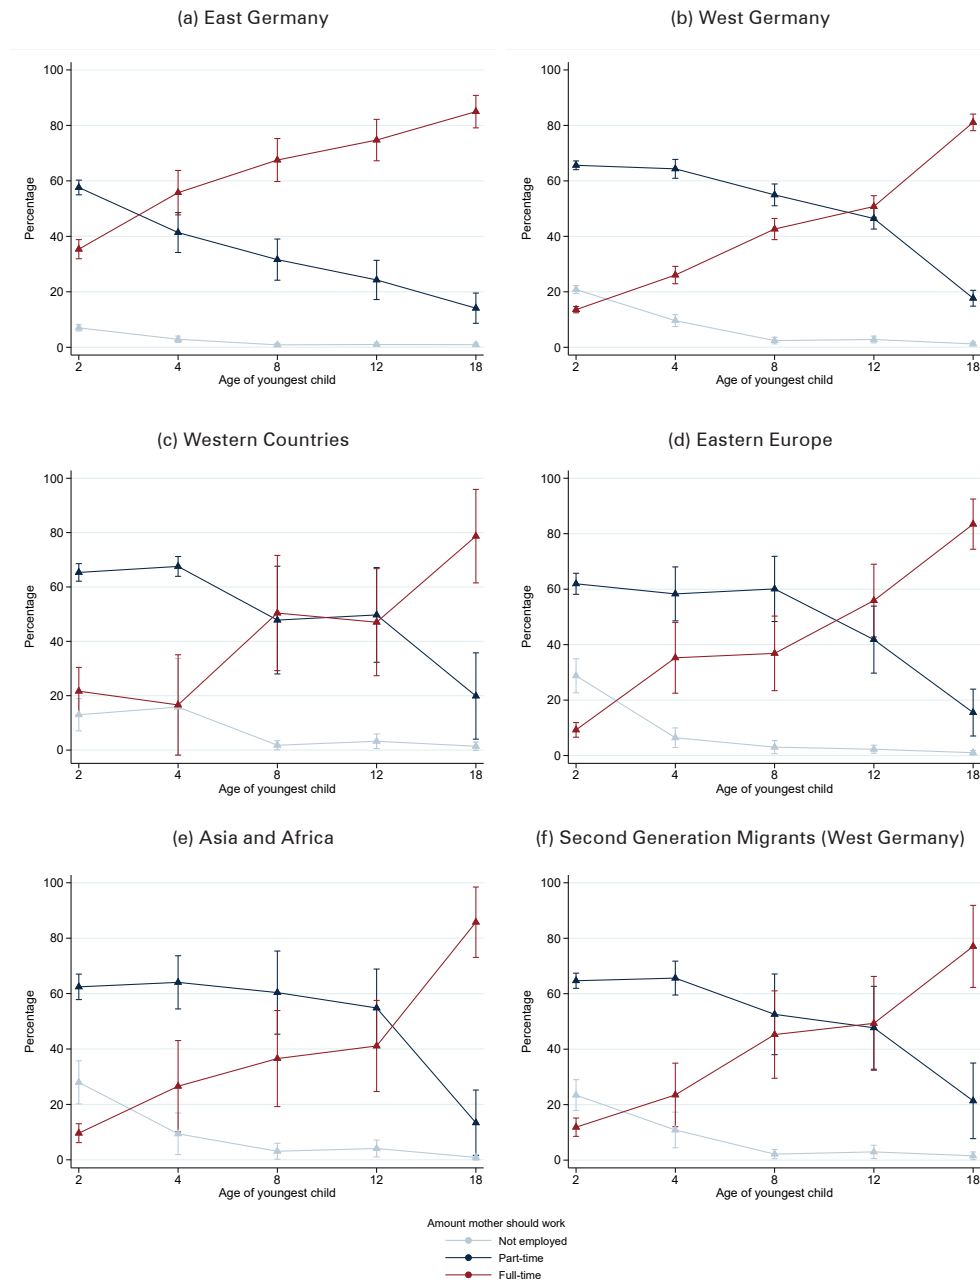 (a) East Germany
(b) West Germany
100
80
60
40
20
0
Percentage
2 4 8 12 18
Age of youngest child
100
80
60
40
20
0
Percentage
2 4 8 12 18
Age of youngest child
(c) Western Countries
(d) Eastern Europe
100
80
60
40
20
0
Percentage
2 4 8 12 18
Age of youngest child
100
80
60
40
20
0
Percentage
2 4 8 12 18
Age of youngest child
(e) Asia and Africa
(f) Second Generation Migrants (West Germany)
100
80
60
40
20
0
Percentage
2 4 8 12 18
Age of youngest child
100
80
60
40
20
0
Percentage
2 4 8 12 18
Age of youngest child
Amount mother should work
Not employed
Part-time
Full-time